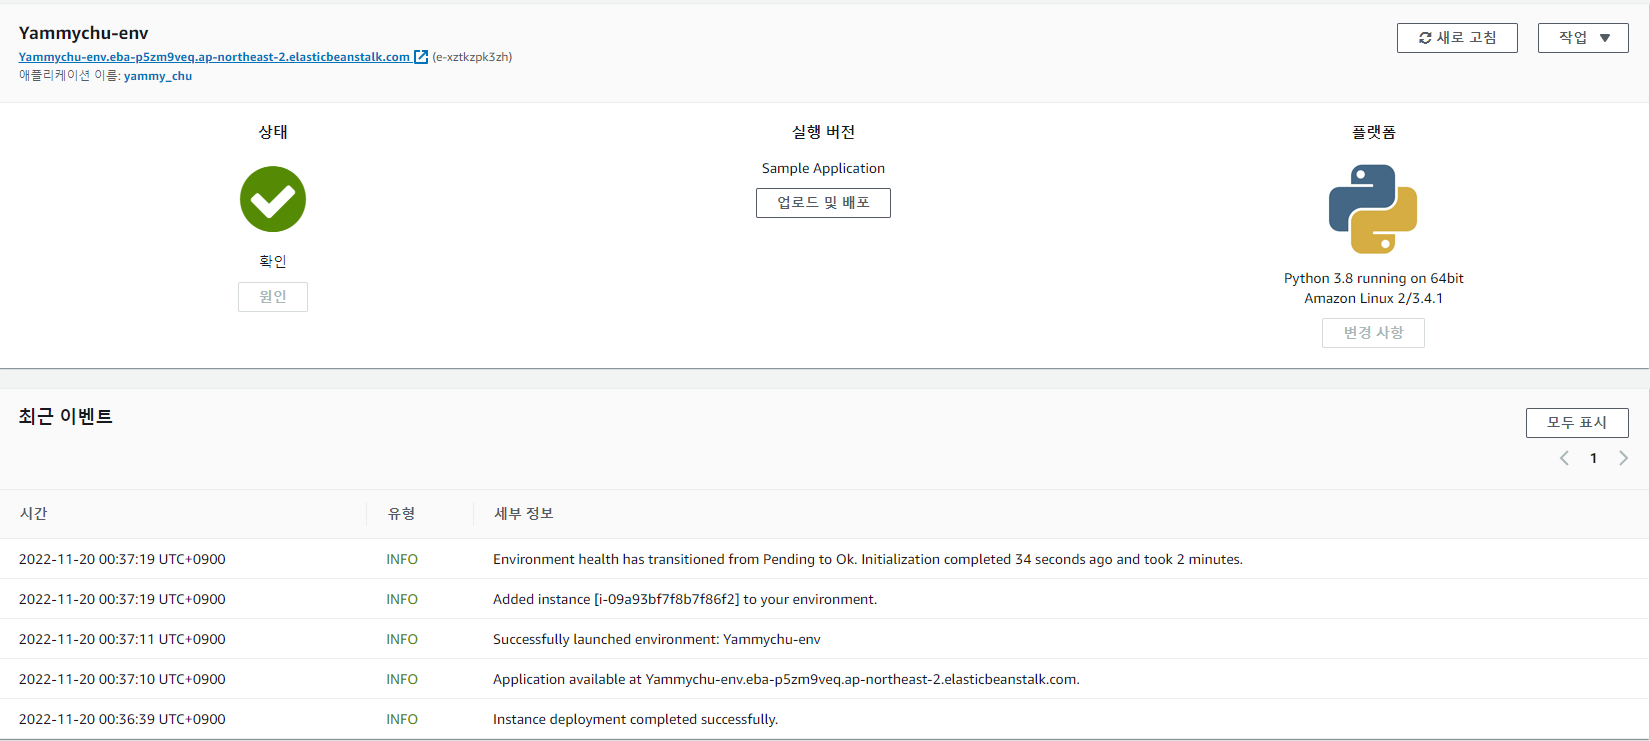 Yammychu-env
새로 고침
작업
Yammychu-env.eba-p5zm9veq.ap-northeast-2.elasticbeanstalk.com (e-xztkzpk3zh)
애플리케이션 이름: yammy_chu
상태
실행 버전
플랫폼
Sample Application
업로드 및 배포
확인
원인
Python 3.8 running on 64bit
Amazon Linux 2/3.4.1
변경 사항
최근 이벤트
모두 표시
1
시간 유형 세부 정보
2022-11-20 00:37:19 UTC+0900 INFO Environment health has transitioned from Pending to Ok. Initialization completed 34 seconds ago and took 2 minutes.
2022-11-20 00:37:19 UTC+0900 INFO Added instance [i-09a93bf7f8b7f86f2] to your environment.
2022-11-20 00:37:11 UTC+0900 INFO Successfully launched environment: Yammychu-env
2022-11-20 00:37:10 UTC+0900 INFO Application available at Yammychu-env.eba-p5zm9veq.ap-northeast-2.elasticbeanstalk.com.
2022-11-20 00:36:39 UTC+0900 INFO Instance deployment completed successfully.